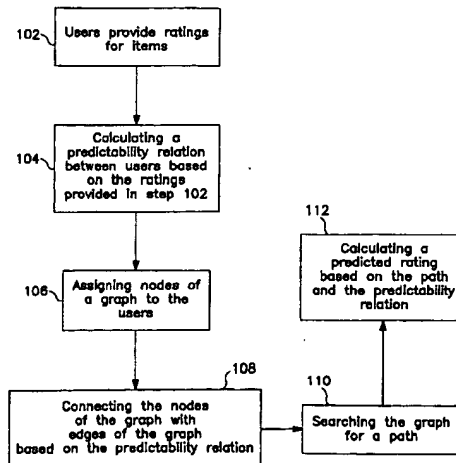 102
Users provide ratings
for items
104
Calculating a
predictability relation
between users based
on the ratings
provided in step 102
106
Assigning nodes of
a graph to the
users
108
Connecting the nodes
of the graph with
edges of the graph
based on the predictability relation
110
Searching the graph
for a path
112
Calculating a
predicted rating
based on the path
and the predictability
relation